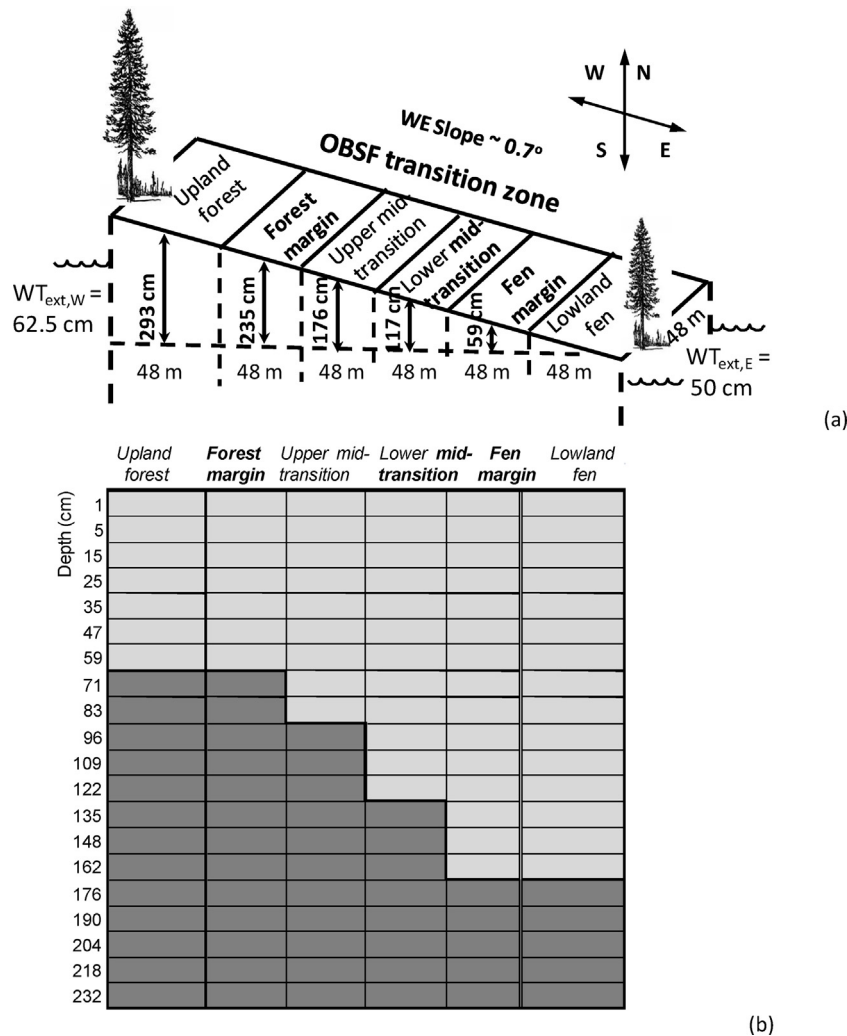 W N
S E
WE Slope ~ 0.7º
OBSF transition zone
Upland
forest
Forest
margin
Upper mid-
transition
Lower mid-
transition
Fen
margin
Lowland
fen
WText,W =
62.5 cm
293 cm
235 cm
176 cm
117 cm
59 cm
48 m
WText,E =
50 cm
48 m 48 m 48 m 48 m 48 m 48 m
(a)
Upland Forest Upper mid- Lower mid- Fen Lowland
forest margin transition transition margin fen
Depth (cm)
1
5
15
25
35
47
59
71
83
96
109
122
135
148
162
176
190
204
218
232
(b)